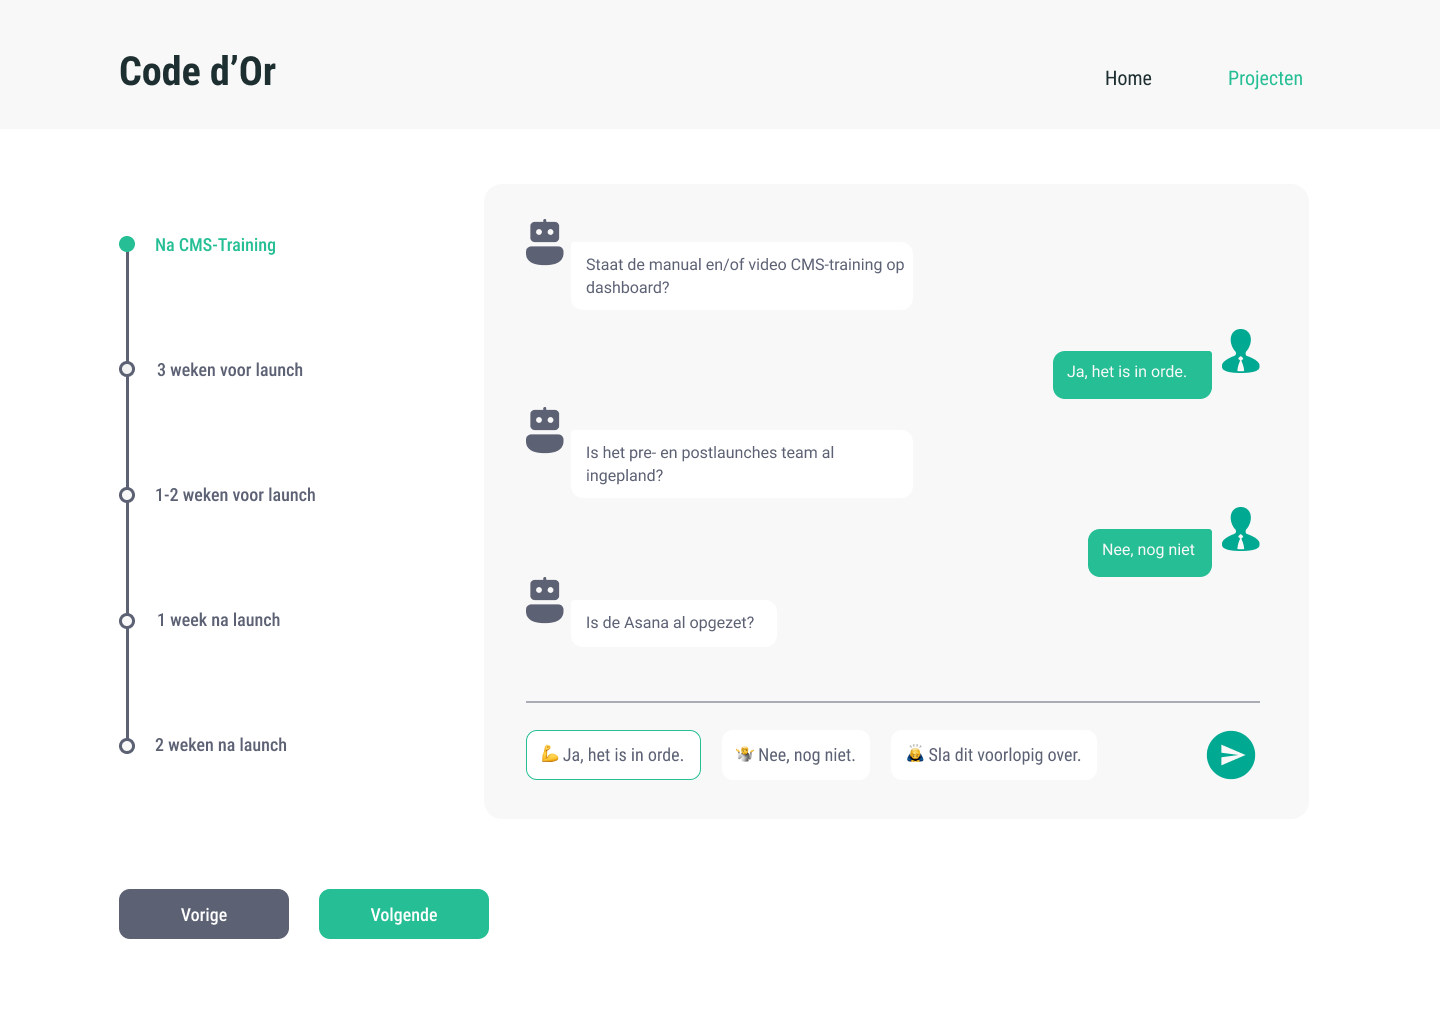 Code d’Or
Home
Projecten
Na CMS-Training
3 weken voor launch
1-2 weken voor launch
1 week na launch
2 weken na launch
Staat de manual en/of video CMS-training op
dashboard?
Ja, het is in orde.
Is het pre- en postlaunches team al
ingepland?
Nee, nog niet
Is de Asana al opgezet?
💪 Ja, het is in orde.
🤷 Nee, nog niet.
🙇 Sla dit voorlopig over.
Vorige
Volgende